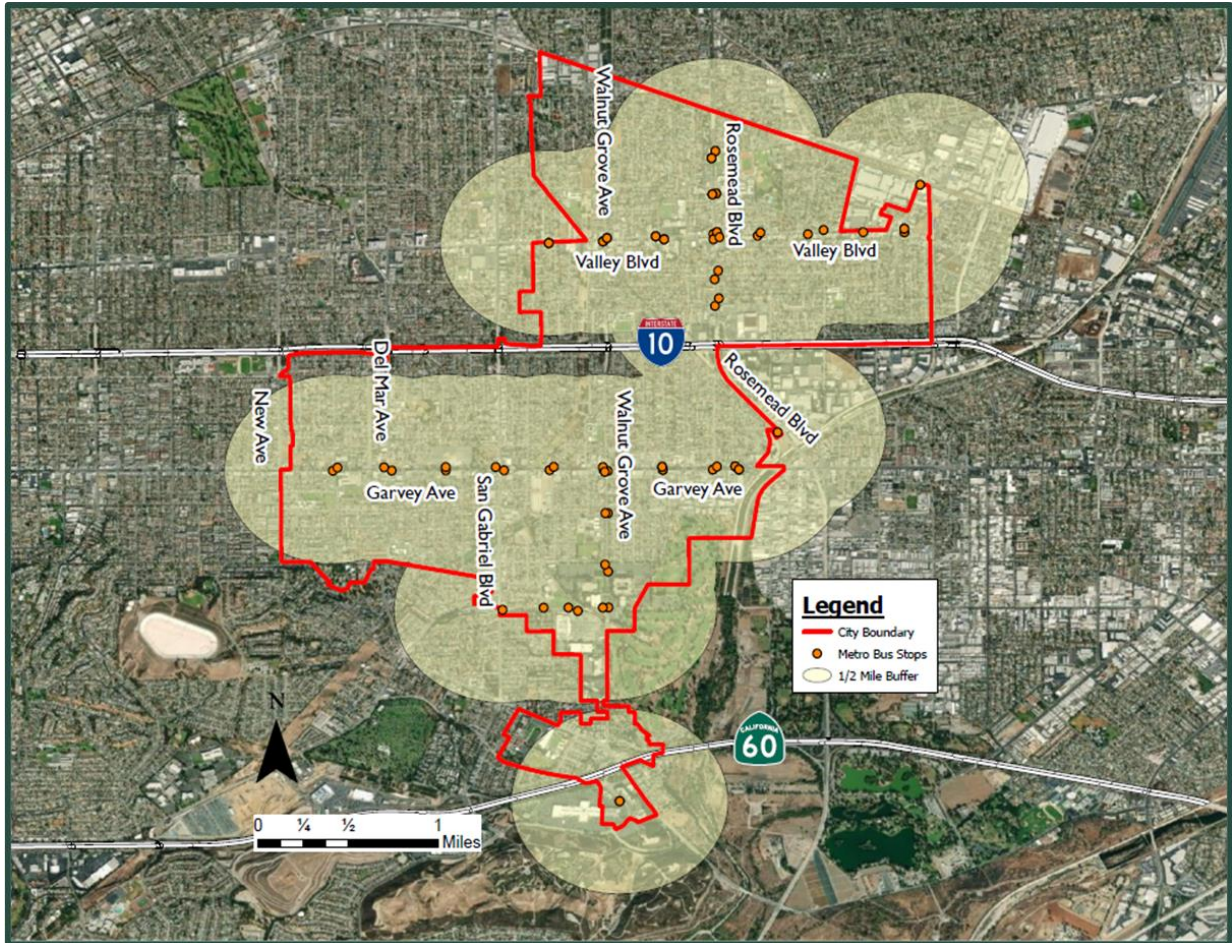 Walnut Grove Ave
Rosemead Blvd
Valley Blvd
Valley Blvd
INTERSTATE
10
Del Mar Ave
New Ave
Rosemead Blvd
Walnut Grove Ave
Garvey Ave
Garvey Ave
San Gabriel Blvd
Legend
City Boundary
Metro Bus Stops
1/2 Mile Buffer
N
CALIFORNIA
60
0 ¼ ½ 1
Miles